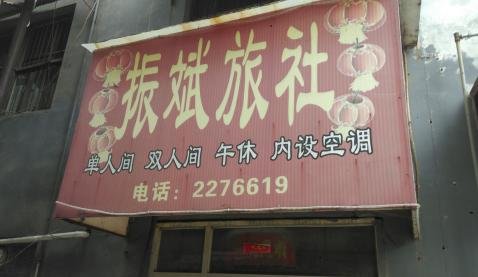 振斌旅社
单人间 双人间 午休 内设空调
电话：2276619